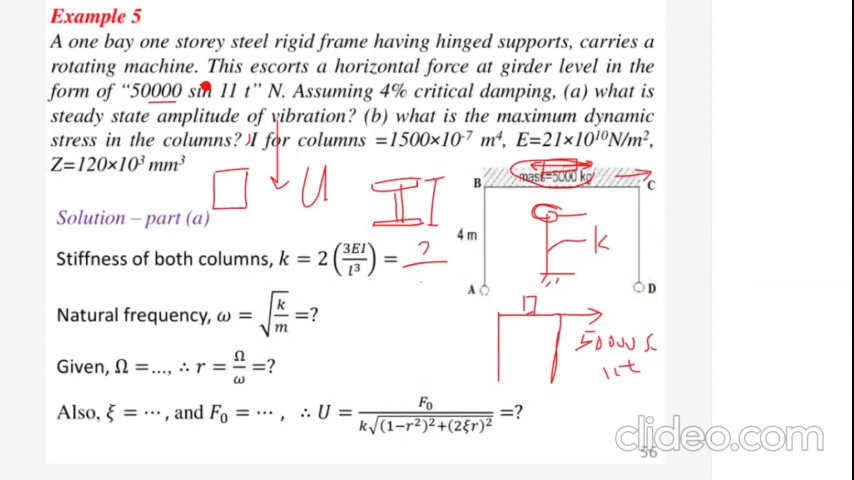 Example 5
A one bay one storey steel rigid frame having hinged supports, carries a
rotating machine. This escorts a horizontal force at girder level in the
form of “50000 sin 11 t” N. Assuming 4% critical damping, (a) what is
steady state amplitude of vibration? (b) what is the maximum dynamic
stress in the columns? I for columns =1500×10⁻⁷ m⁴, E=21×10¹⁰N/m²,
Z=120×10³ mm³
mass=5000 kg
B
C
U
Solution – part (a)
4 m
k
Stiffness of both columns, k = 2 (3EI/l³) = ?
A
D
Natural frequency, ω = √(k/m) =?
50000 S
11t
Given, Ω =..., ∴ r = Ω/ω =?
Also, ξ = ⋯, and F₀ = ⋯, ∴ U = F₀/(k√((1−r²)²+(2ξr)²)) =?
clideo.com
56